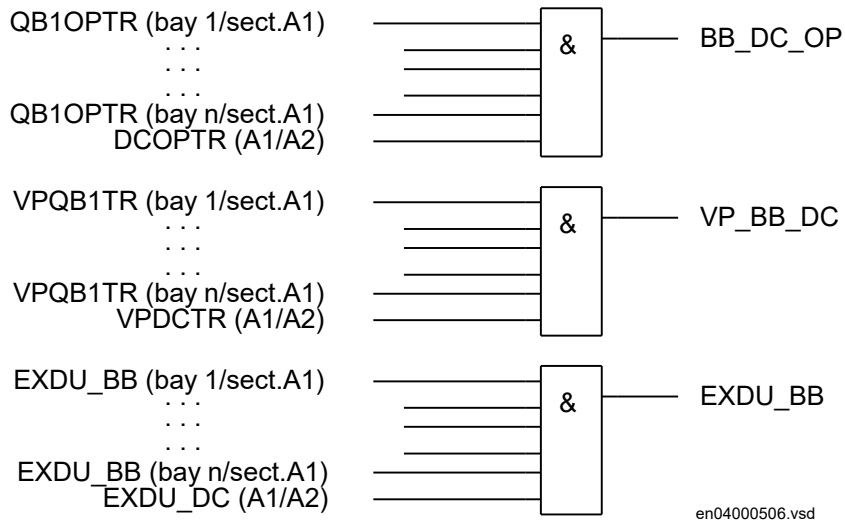 QB1OPTR (bay 1/sect.A1)
. . .
. . .
. . .
QB1OPTR (bay n/sect.A1)
DCOPTR (A1/A2)
&
BB_DC_OP
VPQB1TR (bay 1/sect.A1)
. . .
. . .
. . .
VPQB1TR (bay n/sect.A1)
VPDCTR (A1/A2)
&
VP_BB_DC
EXDU_BB (bay 1/sect.A1)
. . .
. . .
. . .
EXDU_BB (bay n/sect.A1)
EXDU_DC (A1/A2)
&
EXDU_BB
en04000506.vsd